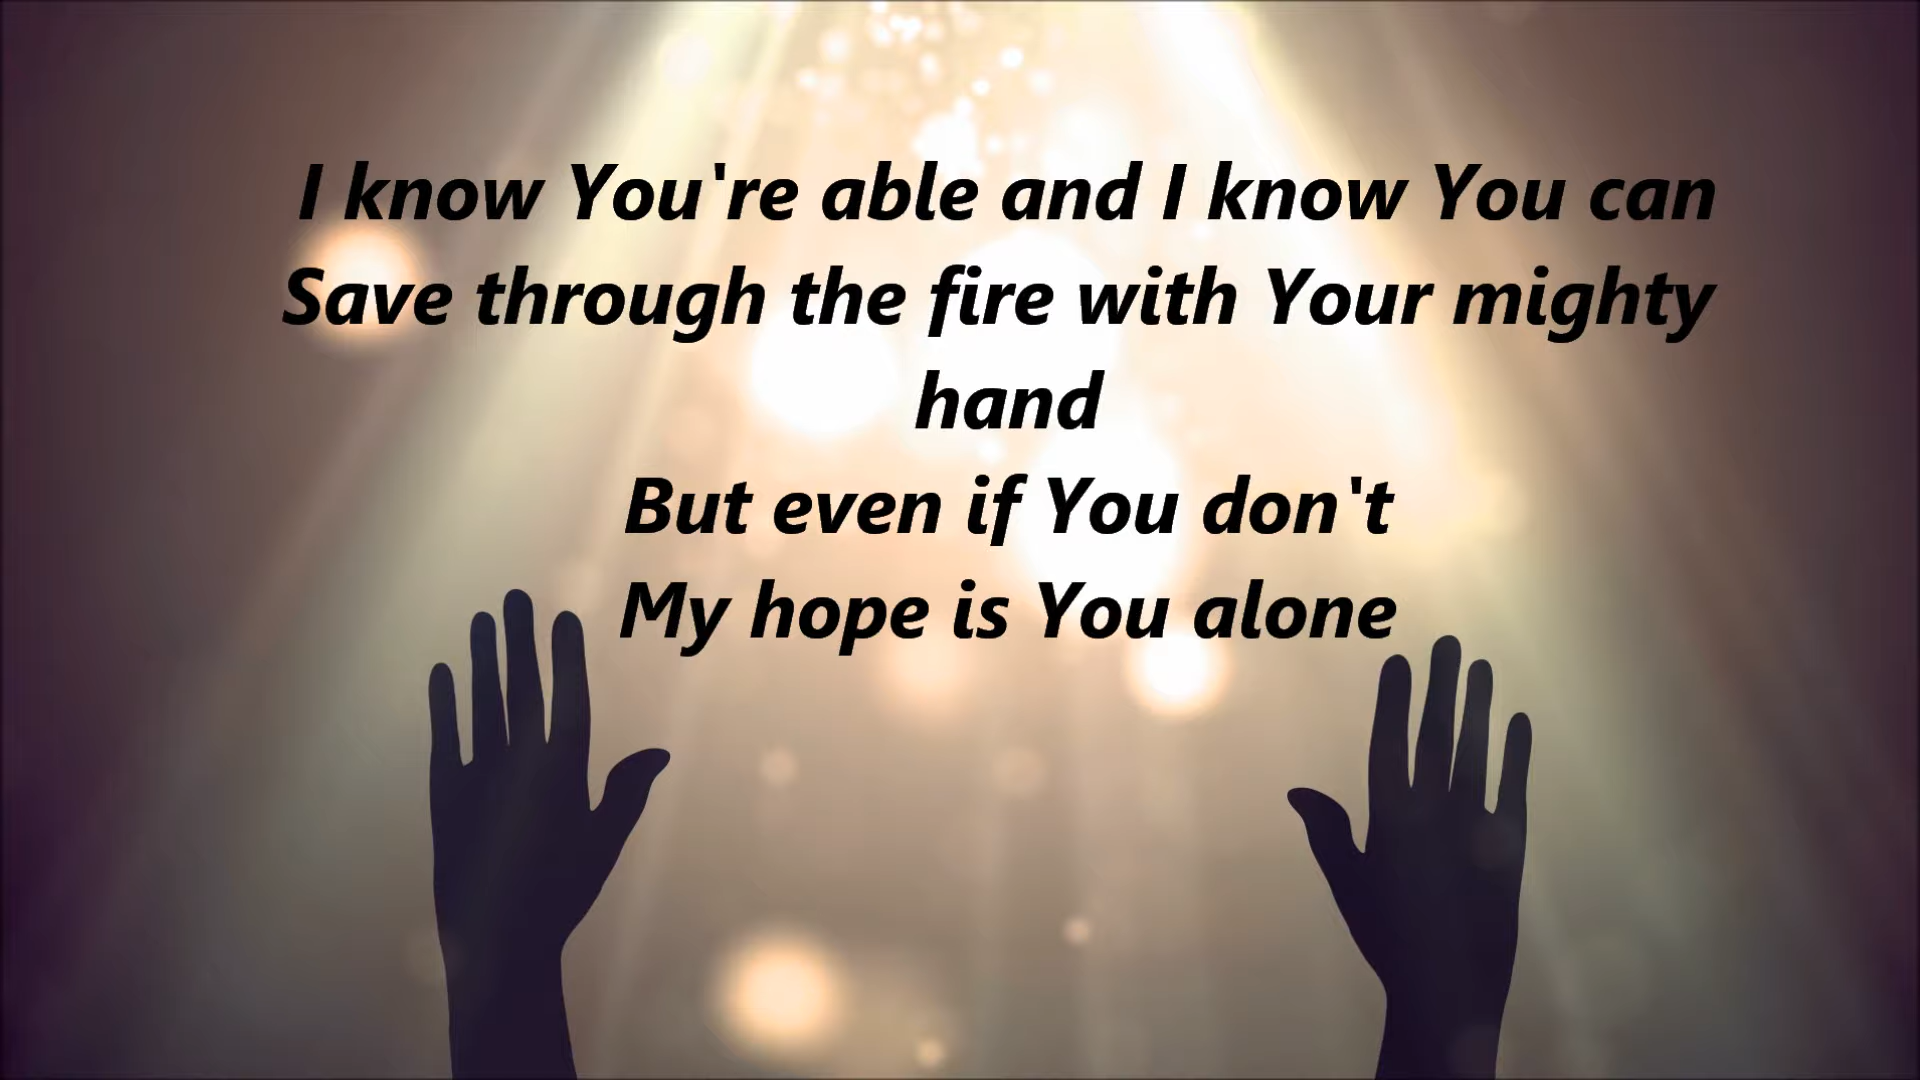 I know You're able and I know You can
Save through the fire with Your mighty
hand
But even if You don't
My hope is You alone